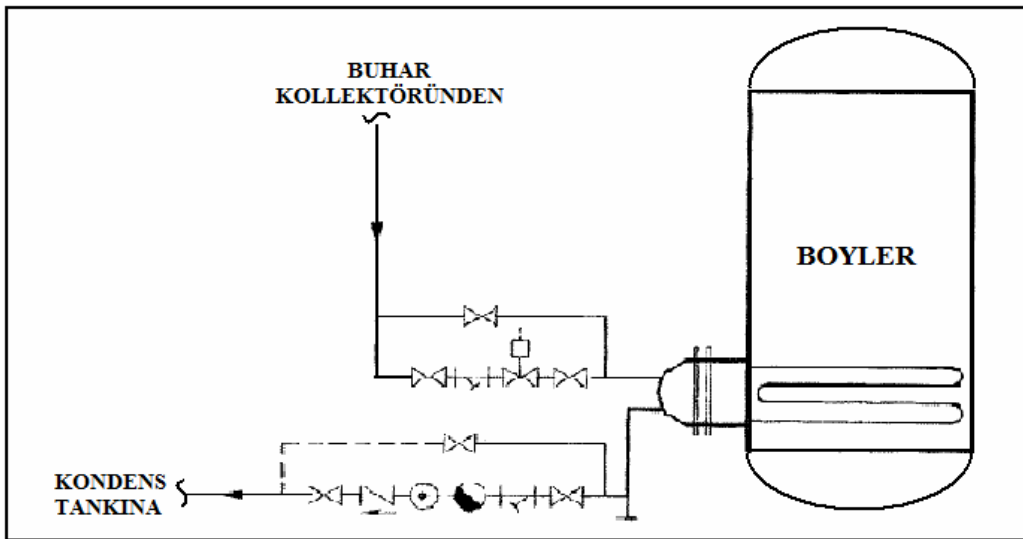 BUHAR
KOLLEKTÖRÜNDEN
BOYLER
KONDENS
TANKINA